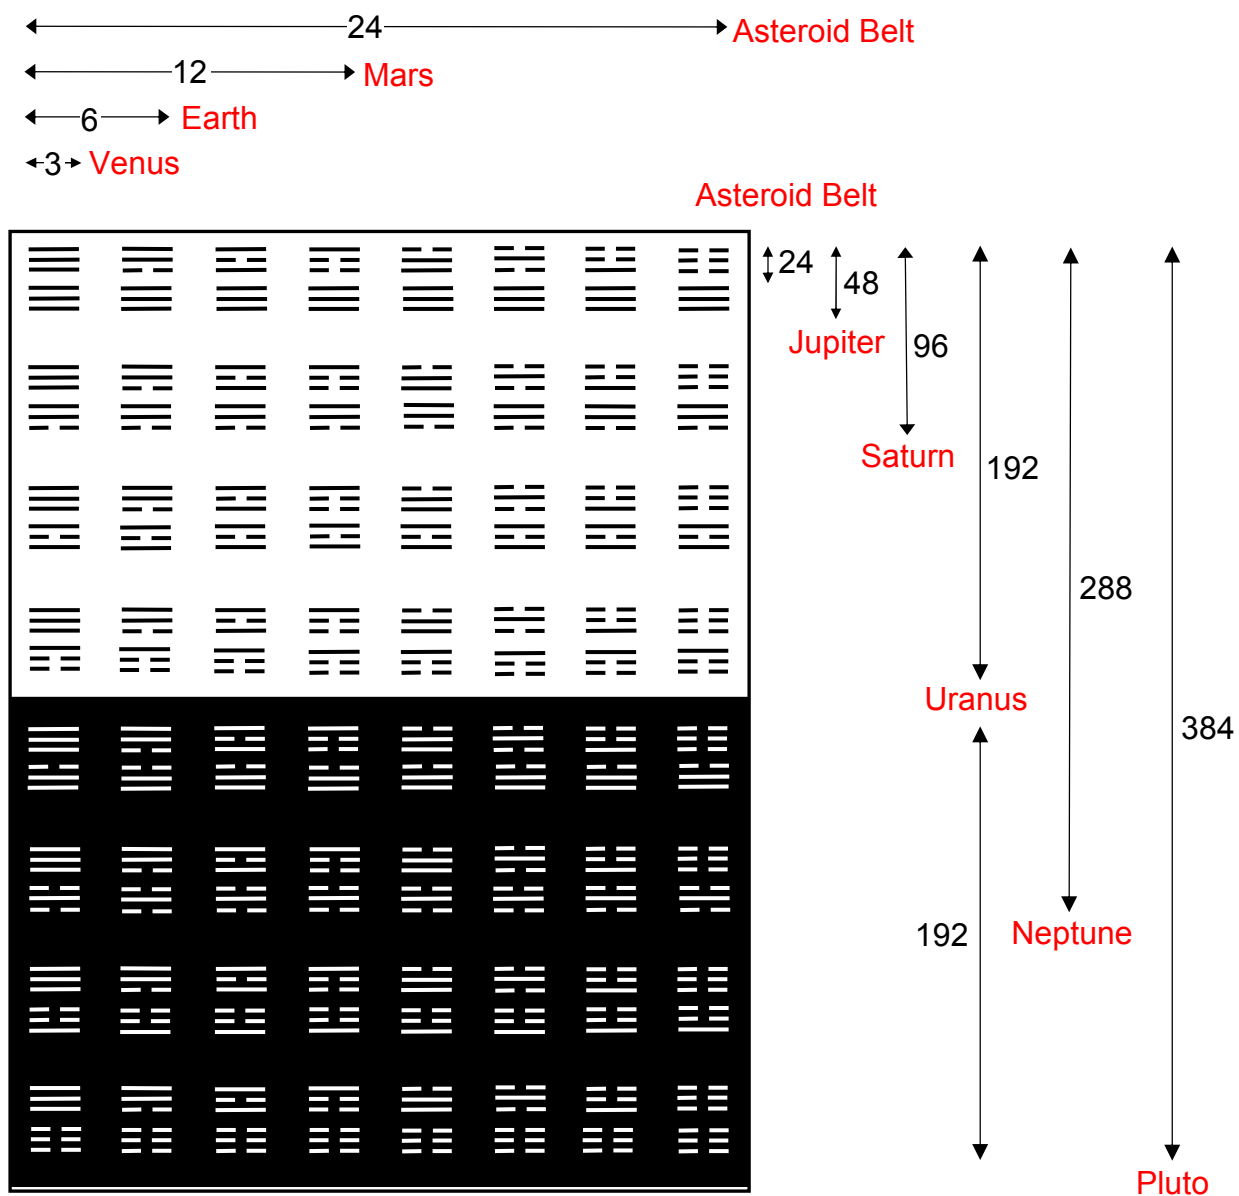 24 Asteroid Belt
12 Mars
6 Earth
3 Venus
Asteroid Belt
24
48
Jupiter
96
Saturn
192
288
Uranus
384
192
Neptune
Pluto